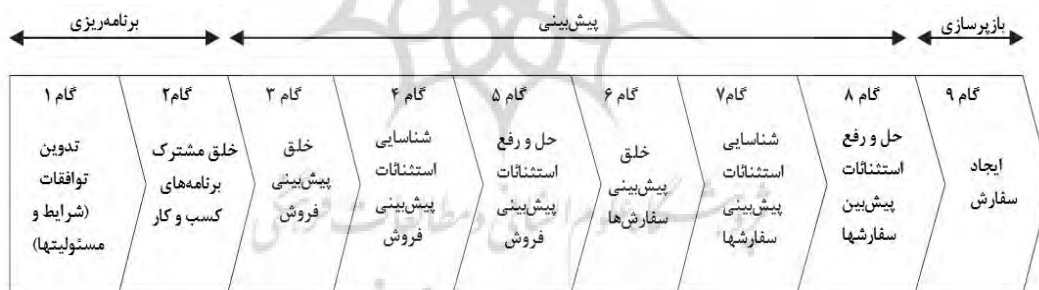 برنامه‌ریزی
پیش‌بینی
بازپرسازی
گام ۱
تدوین
توافقات
(شرایط و
مسئولیتها)
گام۲
خلق مشترک
برنامه‌های
کسب و کار
گام ۳
خلق
پیش‌بینی
فروش
گام ۴
شناسایی
استثنائات
پیش‌بینی
فروش
گام ۵
حل و رفع
استثنائات
پیش‌بینی
فروش
گام ۶
خلق
پیش‌بینی
سفارش‌ها
گام۷
شناسایی
استثنائات
پیش‌بینی
سفارشها
گام ۸
حل و رفع
استثنائات
پیش‌بین
سفارشها
گام ۹
ایجاد
سفارش